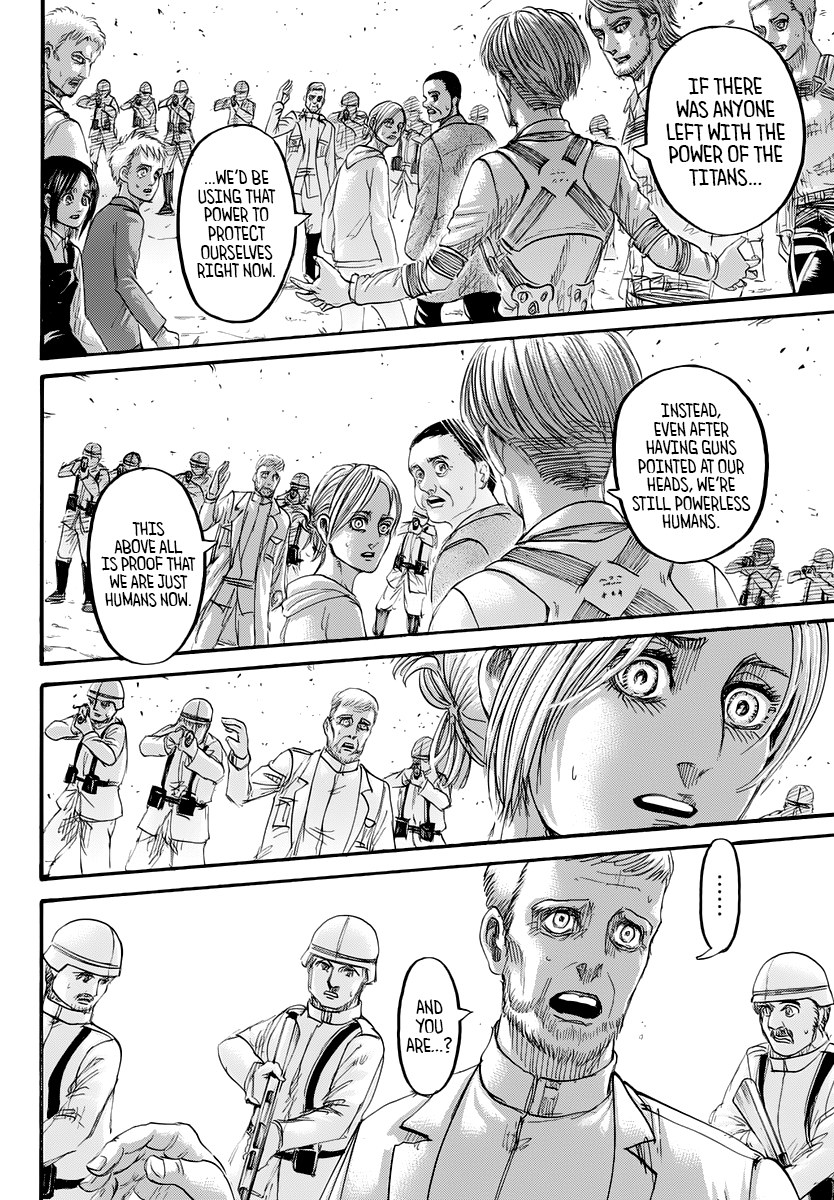 IF THERE
WAS ANYONE
LEFT WITH THE
POWER OF THE
TITANS...
...WE'D BE
USING THAT
POWER TO
PROTECT
OURSELVES
RIGHT NOW.
INSTEAD,
EVEN AFTER
HAVING GUNS
POINTED AT OUR
HEADS, WE'RE
STILL POWERLESS
HUMANS.
THIS
ABOVE ALL
IS PROOF THAT
WE ARE JUST
HUMANS NOW.
......
AND
YOU
ARE...?